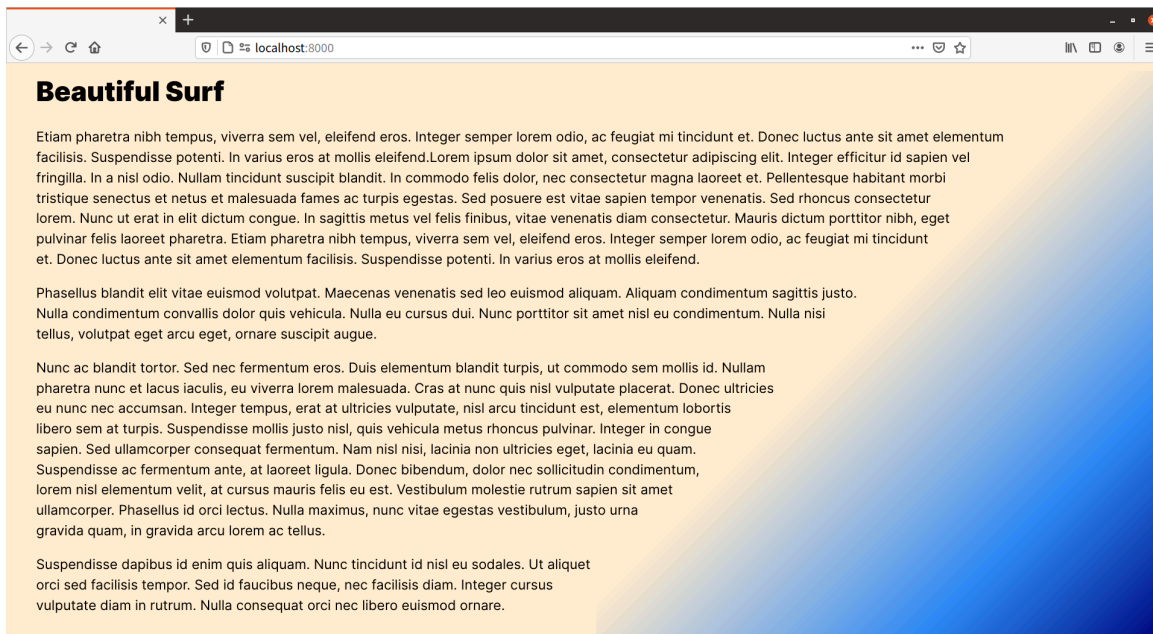 localhost:8000
Beautiful Surf
Etiam pharetra nibh tempus, viverra sem vel, eleifend eros. Integer semper lorem odio, ac feugiat mi tincidunt et. Donec luctus ante sit amet elementum
facilisis. Suspendisse potenti. In varius eros at mollis eleifend.Lorem ipsum dolor sit amet, consectetur adipiscing elit. Integer efficitur id sapien vel
fringilla. In a nisl odio. Nullam tincidunt suscipit blandit. In commodo felis dolor, nec consectetur magna laoreet et. Pellentesque habitant morbi
tristique senectus et netus et malesuada fames ac turpis egestas. Sed posuere est vitae sapien tempor venenatis. Sed rhoncus consectetur
lorem. Nunc ut erat in elit dictum congue. In sagittis metus vel felis finibus, vitae venenatis diam consectetur. Mauris dictum porttitor nibh, eget
pulvinar felis laoreet pharetra. Etiam pharetra nibh tempus, viverra sem vel, eleifend eros. Integer semper lorem odio, ac feugiat mi tincidunt
et. Donec luctus ante sit amet elementum facilisis. Suspendisse potenti. In varius eros at mollis eleifend.
Phasellus blandit elit vitae euismod volutpat. Maecenas venenatis sed leo euismod aliquam. Aliquam condimentum sagittis justo.
Nulla condimentum convallis dolor quis vehicula. Nulla eu cursus dui. Nunc porttitor sit amet nisl eu condimentum. Nulla nisi
tellus, volutpat eget arcu eget, ornare suscipit augue.
Nunc ac blandit tortor. Sed nec fermentum eros. Duis elementum blandit turpis, ut commodo sem mollis id. Nullam
pharetra nunc et lacus iaculis, eu viverra lorem malesuada. Cras at nunc quis nisl vulputate placerat. Donec ultricies
eu nunc nec accumsan. Integer tempus, erat at ultricies vulputate, nisl arcu tincidunt est, elementum lobortis
libero sem at turpis. Suspendisse mollis justo nisl, quis vehicula metus rhoncus pulvinar. Integer in congue
sapien. Sed ullamcorper consequat fermentum. Nam nisl nisi, lacinia non ultricies eget, lacinia eu quam.
Suspendisse ac fermentum ante, at laoreet ligula. Donec bibendum, dolor nec sollicitudin condimentum,
lorem nisl elementum velit, at cursus mauris felis eu est. Vestibulum molestie rutrum sapien sit amet
ullamcorper. Phasellus id orci lectus. Nulla maximus, nunc vitae egestas vestibulum, justo urna
gravida quam, in gravida arcu lorem ac tellus.
Suspendisse dapibus id enim quis aliquam. Nunc tincidunt id nisl eu sodales. Ut aliquet
orci sed facilisis tempor. Sed id faucibus neque, nec facilisis diam. Integer cursus
vulputate diam in rutrum. Nulla consequat orci nec libero euismod ornare.